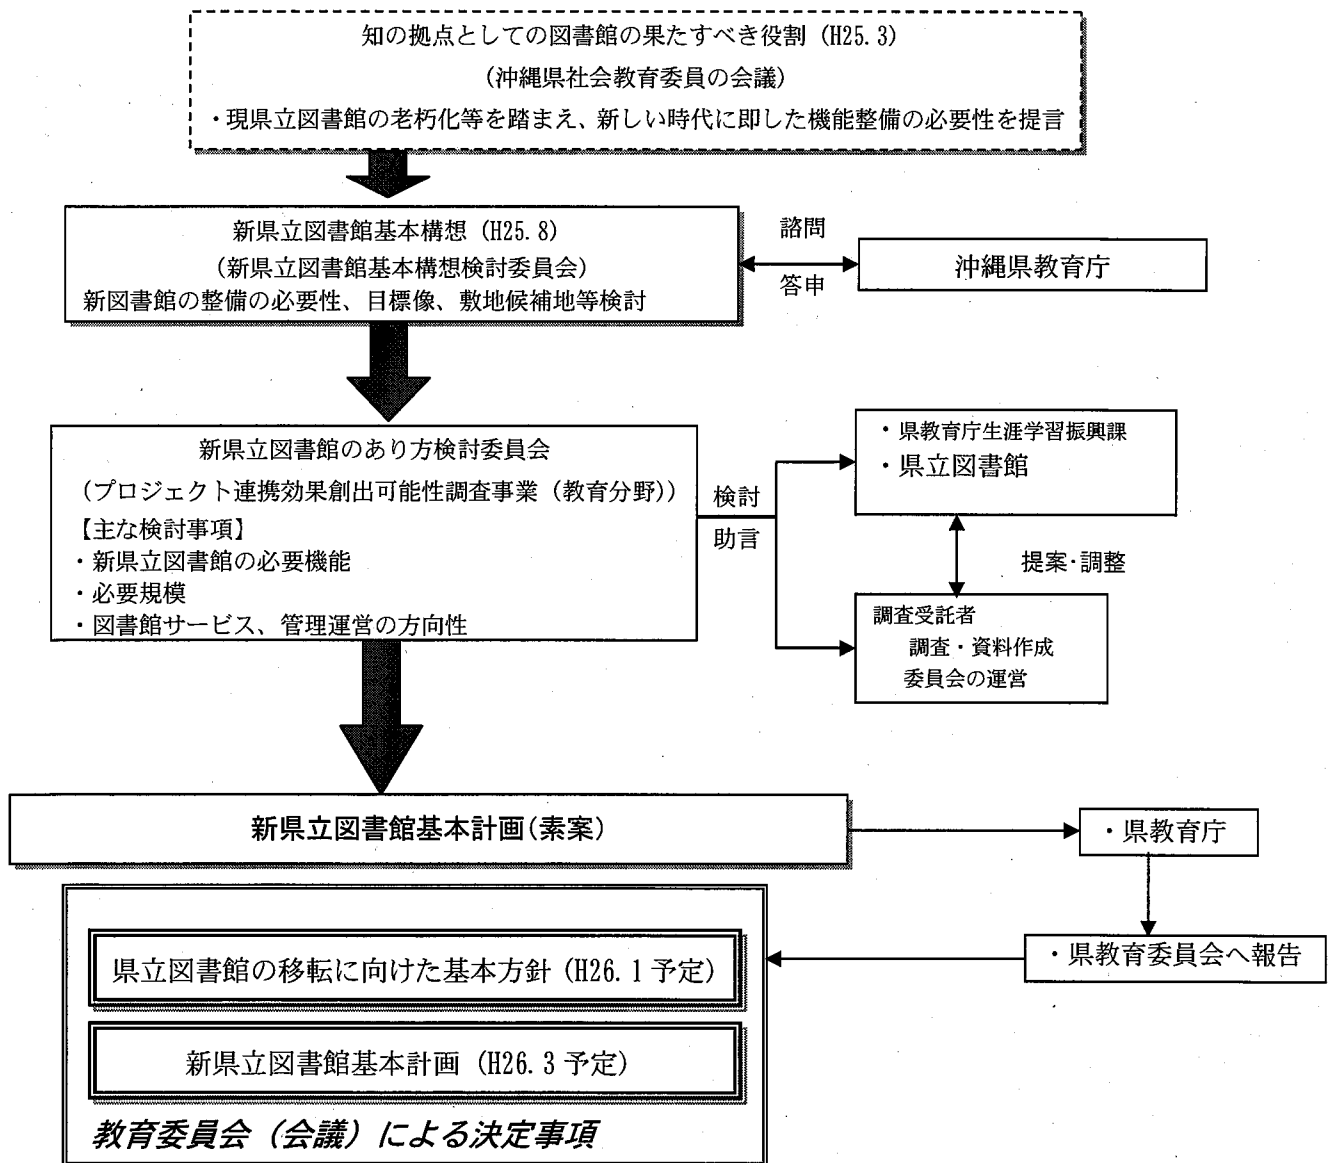 知の拠点としての図書館の果たすべき役割 (H25.3)
(沖縄県社会教育委員の会議)
・現県立図書館の老朽化等を踏まえ、新しい時代に即した機能整備の必要性を提言
新県立図書館基本構想 (H25.8)
(新県立図書館基本構想検討委員会)
新図書館の整備の必要性、目標像、敷地候補地等検討
諮問
答申
沖縄県教育庁
新県立図書館のあり方検討委員会
(プロジェクト連携効果創出可能性調査事業 (教育分野))
【主な検討事項】
・新県立図書館の必要機能
・必要規模
・図書館サービス、管理運営の方向性
検討
助言
・県教育庁生涯学習振興課
・県立図書館
提案・調整
調査受託者
調査・資料作成
委員会の運営
新県立図書館基本計画(素案)
・県教育庁
・県教育委員会へ報告
県立図書館の移転に向けた基本方針 (H26.1 予定)
新県立図書館基本計画 (H26.3 予定)
教育委員会 (会議) による決定事項